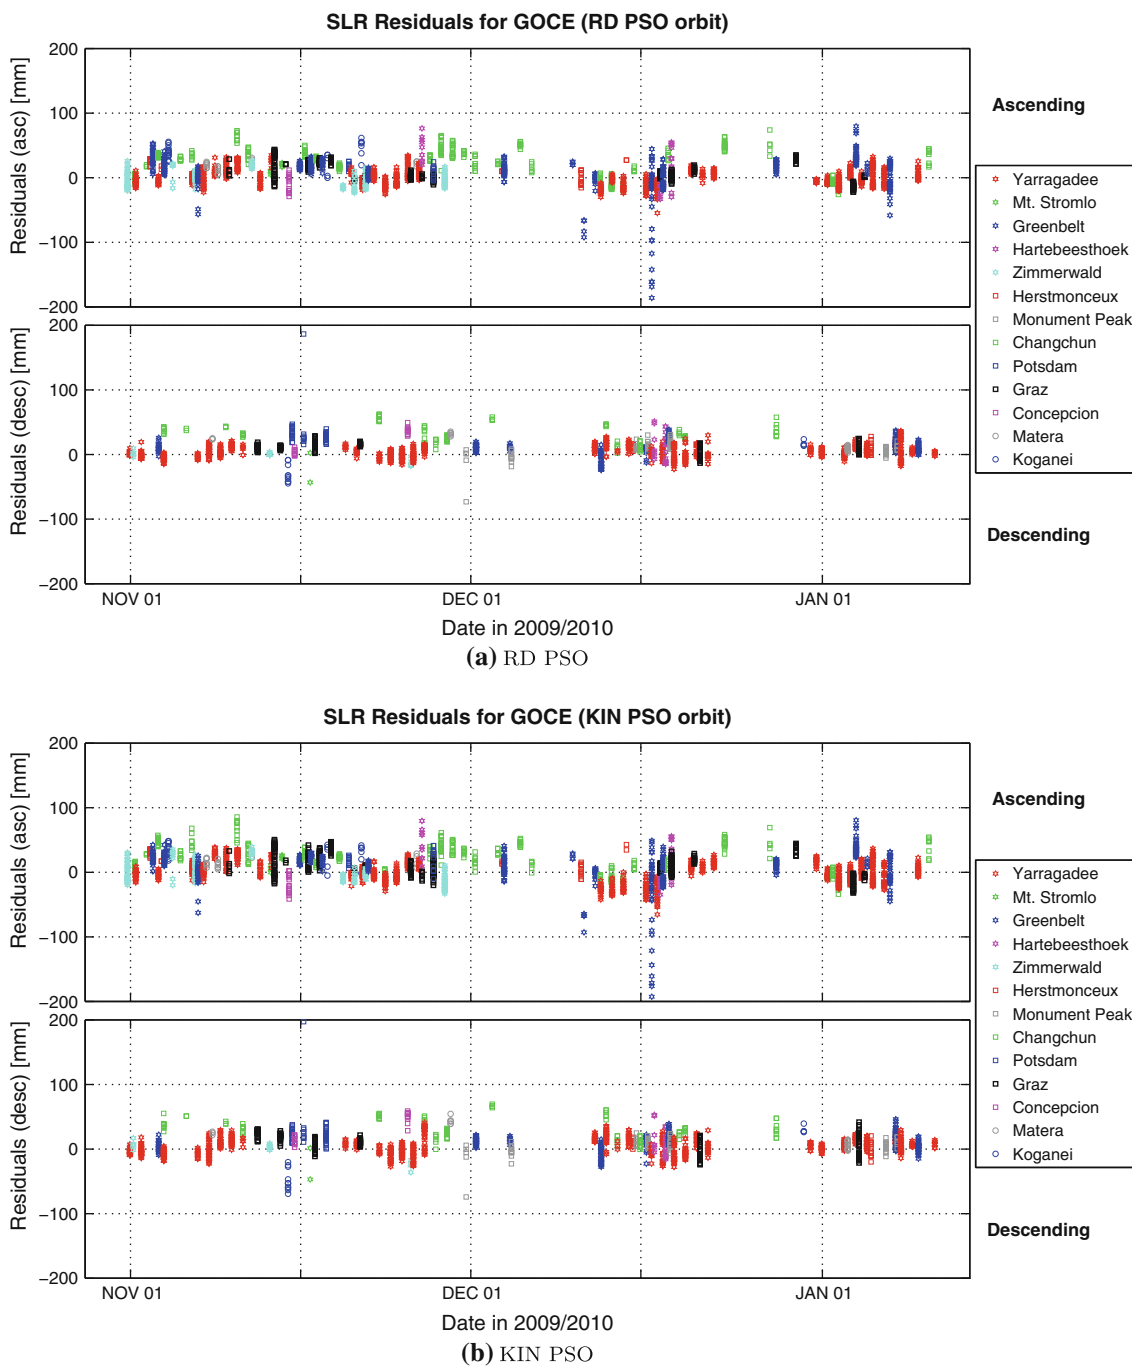 SLR Residuals for GOCE (RD PSO orbit)
200
100
0
−100
−200
Residuals (asc) [mm]
Ascending
200
100
0
−100
−200
Residuals (desc) [mm]
Descending
Yarragadee
Mt. Stromlo
Greenbelt
Hartebeesthoek
Zimmerwald
Herstmonceux
Monument Peak
Changchun
Potsdam
Graz
Concepcion
Matera
Koganei
NOV 01 DEC 01 JAN 01
Date in 2009/2010
(a) RD PSO
SLR Residuals for GOCE (KIN PSO orbit)
200
100
0
−100
−200
Residuals (asc) [mm]
Ascending
200
100
0
−100
−200
Residuals (desc) [mm]
Descending
Yarragadee
Mt. Stromlo
Greenbelt
Hartebeesthoek
Zimmerwald
Herstmonceux
Monument Peak
Changchun
Potsdam
Graz
Concepcion
Matera
Koganei
NOV 01 DEC 01 JAN 01
Date in 2009/2010
(b) KIN PSO